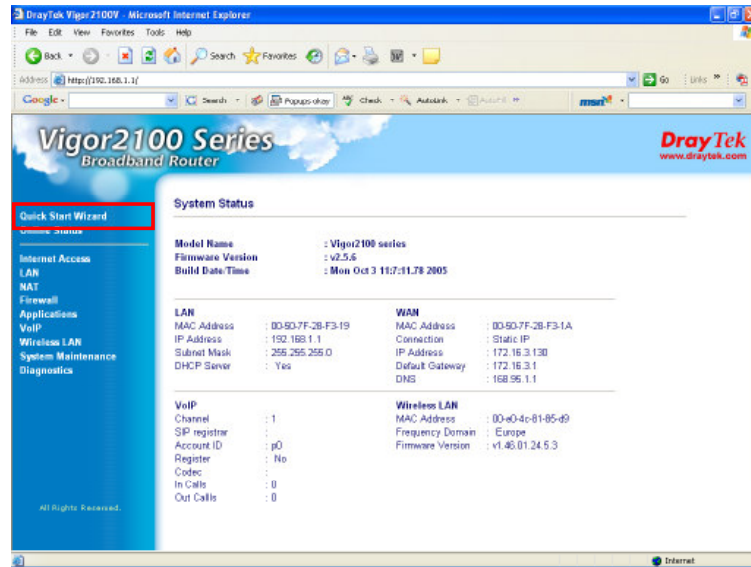 DrayTek Vigor2100V - Microsoft Internet Explorer
File Edit View Favorites Tools Help
Back Search Favorites
Address http://192.168.1.1/ Go Links »
Google Search Popups okay Check AutoLink AutoFill msn
Vigor2100 Series
Broadband Router
DrayTek
www.draytek.com
Quick Start Wizard
Online Status
Internet Access
LAN
NAT
Firewall
Applications
VoIP
Wireless LAN
System Maintenance
Diagnostics
All Rights Reserved.
System Status
Model Name : Vigor2100 series
Firmware Version : v2.5.6
Build Date/Time : Mon Oct 3 11:7:11.78 2005
LAN
MAC Address : 00-50-7F-28-F3-19
IP Address : 192.168.1.1
Subnet Mask : 255.255.255.0
DHCP Server : Yes
WAN
MAC Address : 00-50-7F-28-F3-1A
Connection : Static IP
IP Address : 172.16.3.130
Default Gateway : 172.16.3.1
DNS : 168.95.1.1
VoIP
Channel : 1
SIP registrar :
Account ID : p0
Register : No
Codec :
In Calls : 0
Out Calls : 0
Wireless LAN
MAC Address : 00-e0-4c-81-85-d9
Frequency Domain : Europe
Firmware Version : v1.46.01.24.5.3
Internet